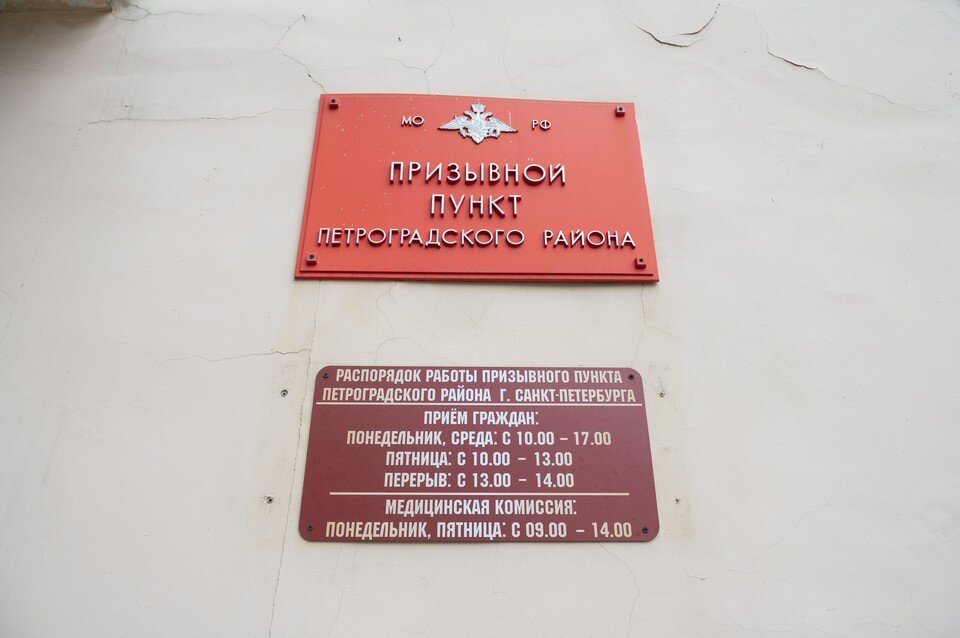 МО РФ
ПРИЗЫВНОЙ
ПУНКТ
ПЕТРОГРАДСКОГО РАЙОНА
РАСПОРЯДОК РАБОТЫ ПРИЗЫВНОГО ПУНКТА
ПЕТРОГРАДСКОГО РАЙОНА Г. САНКТ-ПЕТЕРБУРГА
ПРИЁМ ГРАЖДАН:
ПОНЕДЕЛЬНИК, СРЕДА: С 10.00 – 17.00
ПЯТНИЦА: С 10.00 – 13.00
ПЕРЕРЫВ: С 13.00 – 14.00
МЕДИЦИНСКАЯ КОМИССИЯ:
ПОНЕДЕЛЬНИК, ПЯТНИЦА: С 09.00 – 14.00